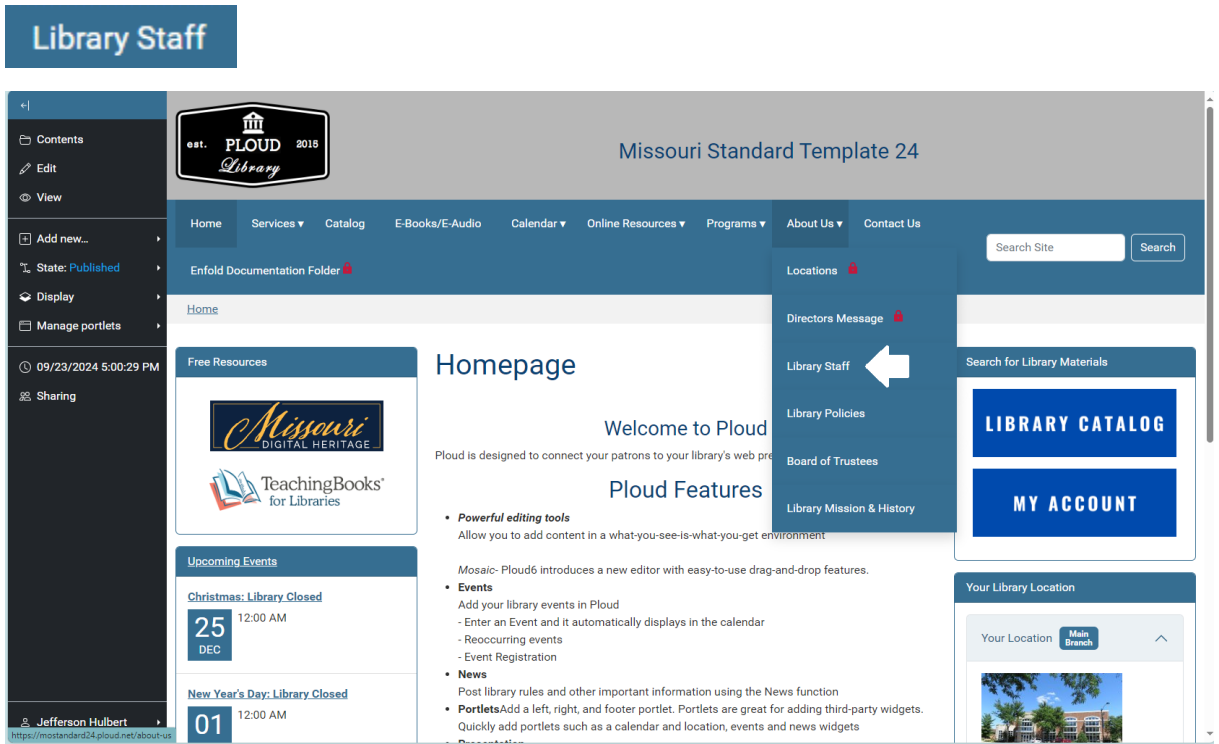 Library Staff
Contents
Edit
View
Add new...
State: Published
Display
Manage portlets
09/23/2024 5:00:29 PM
Sharing
Jefferson Hulbert
https://mostandard24.ploud.net/about-us
est. PLOUD 2015
Library
Missouri Standard Template 24
Home Services ▾ Catalog E-Books/E-Audio Calendar ▾ Online Resources ▾ Programs ▾ About Us ▾ Contact Us
Enfold Documentation Folder
Search Site Search
Locations
Directors Message
Library Staff
Library Policies
Board of Trustees
Library Mission & History
Home
Free Resources
Missouri
DIGITAL HERITAGE
TeachingBooks
for Libraries
Upcoming Events
Christmas: Library Closed
25
DEC
12:00 AM
New Year's Day: Library Closed
01
12:00 AM
Homepage
Welcome to Ploud
Ploud is designed to connect your patrons to your library's web
Ploud Features
• Powerful editing tools
Allow you to add content in a what-you-see-is-what-you-get environment
Mosaic- Ploud6 introduces a new editor with easy-to-use drag-and-drop features.
• Events
Add your library events in Ploud
- Enter an Event and it automatically displays in the calendar
- Reoccurring events
- Event Registration
• News
Post library rules and other important information using the News function
• PortletsAdd a left, right, and footer portlet. Portlets are great for adding third-party widgets.
Quickly add portlets such as a calendar and location, events and news widgets
Search for Library Materials
LIBRARY CATALOG
MY ACCOUNT
Your Library Location
Your Location Main
Branch